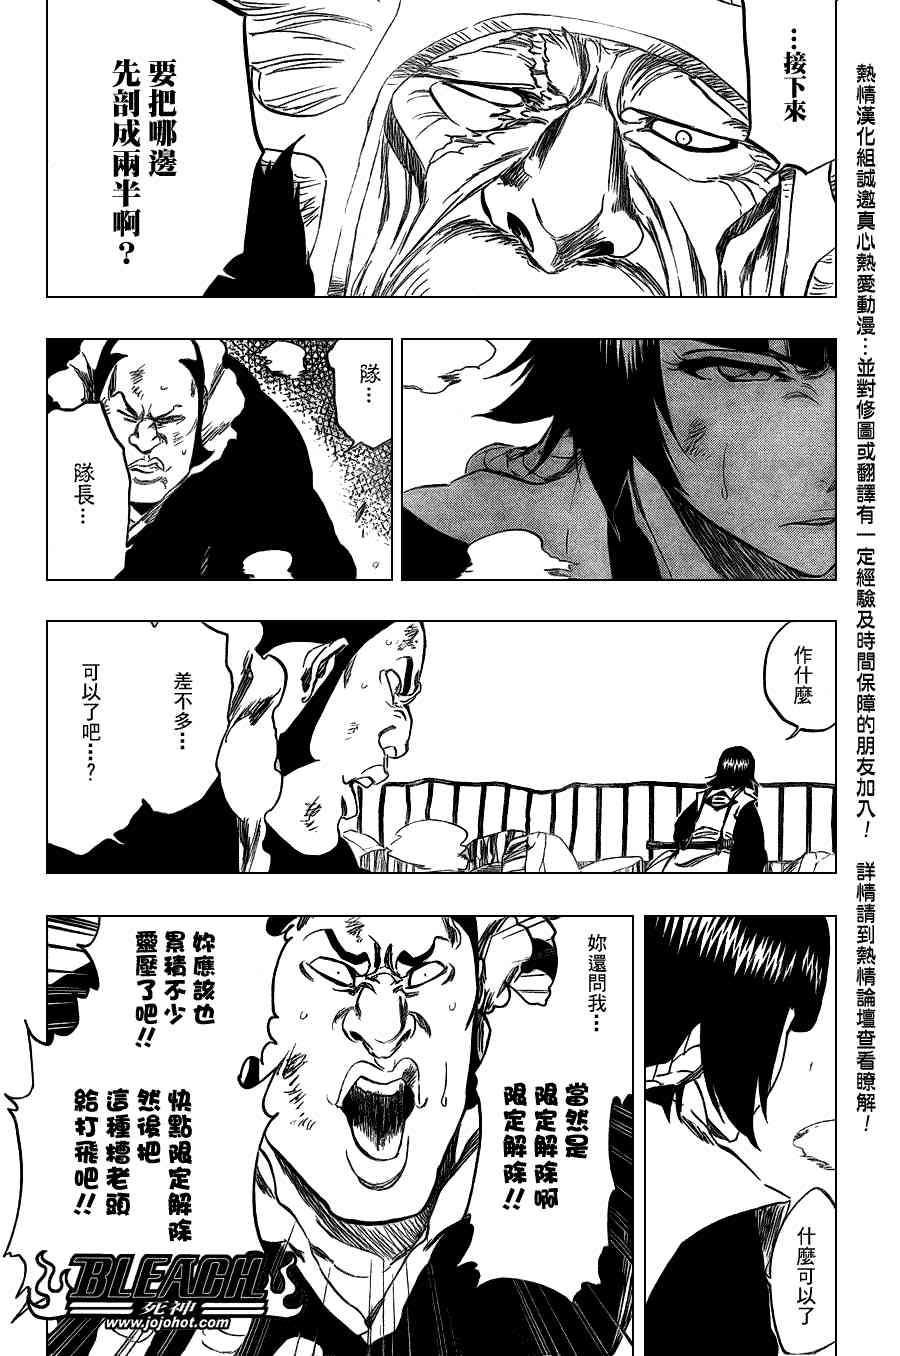 …接下來
要把哪邊
先剖成兩半啊？
隊…
隊長…
作什麼
差不多…
可以了吧…?
什麼可以了
妳還問我…
當然是
限定解除啊
限定解除!!
妳應該也
累積不少
靈壓了吧!!
快點限定解除
然後把
這種糟老頭
給打飛吧!!
熱情漢化組誠邀真心熱愛動漫…並對修圖或翻譯有一定經驗及時間保障的朋友加入！ 詳情請到熱情論壇查看瞭解！
BLEACH
死神
www.jojohot.com